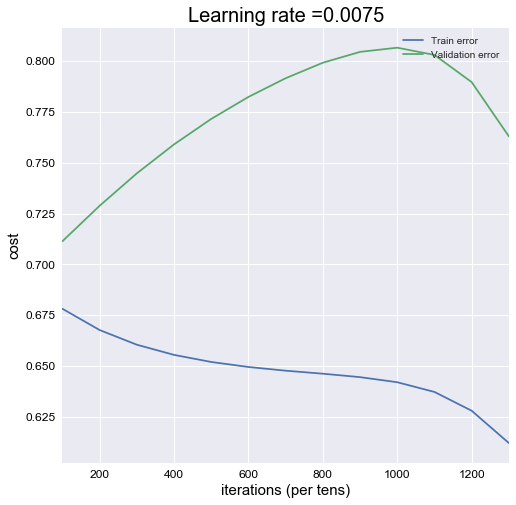 Learning rate =0.0075
Train error
Validation error
0.800
0.775
0.750
0.725
0.700
0.675
0.650
0.625
cost
200 400 600 800 1000 1200
iterations (per tens)